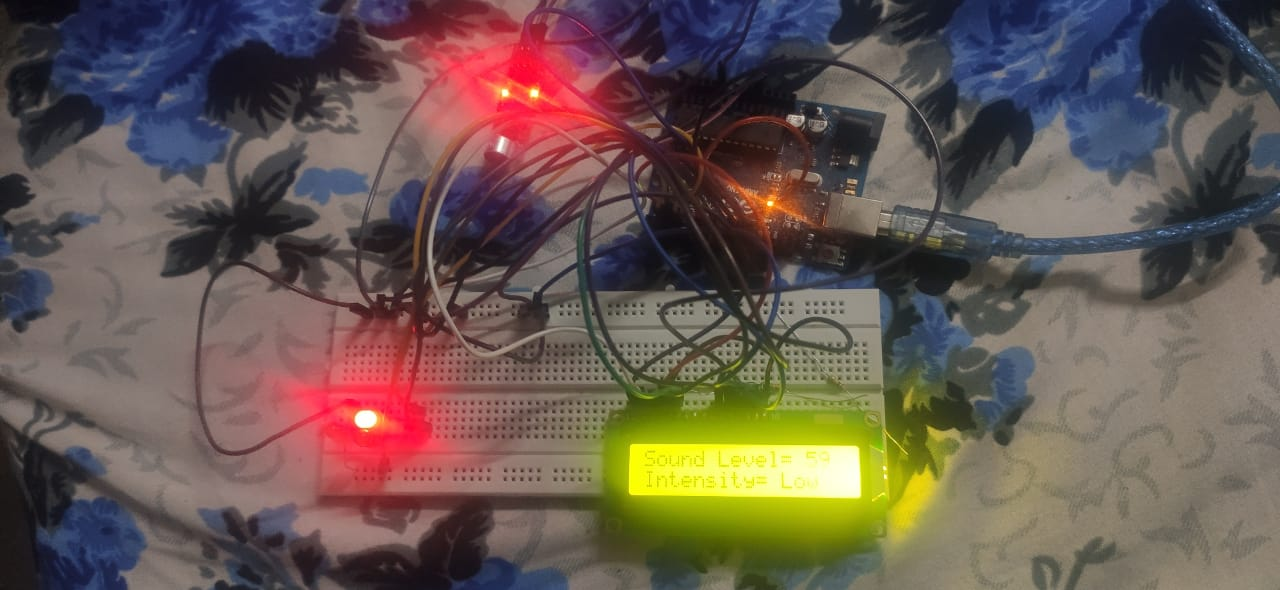 Sound Level= 59
Intensity= Low